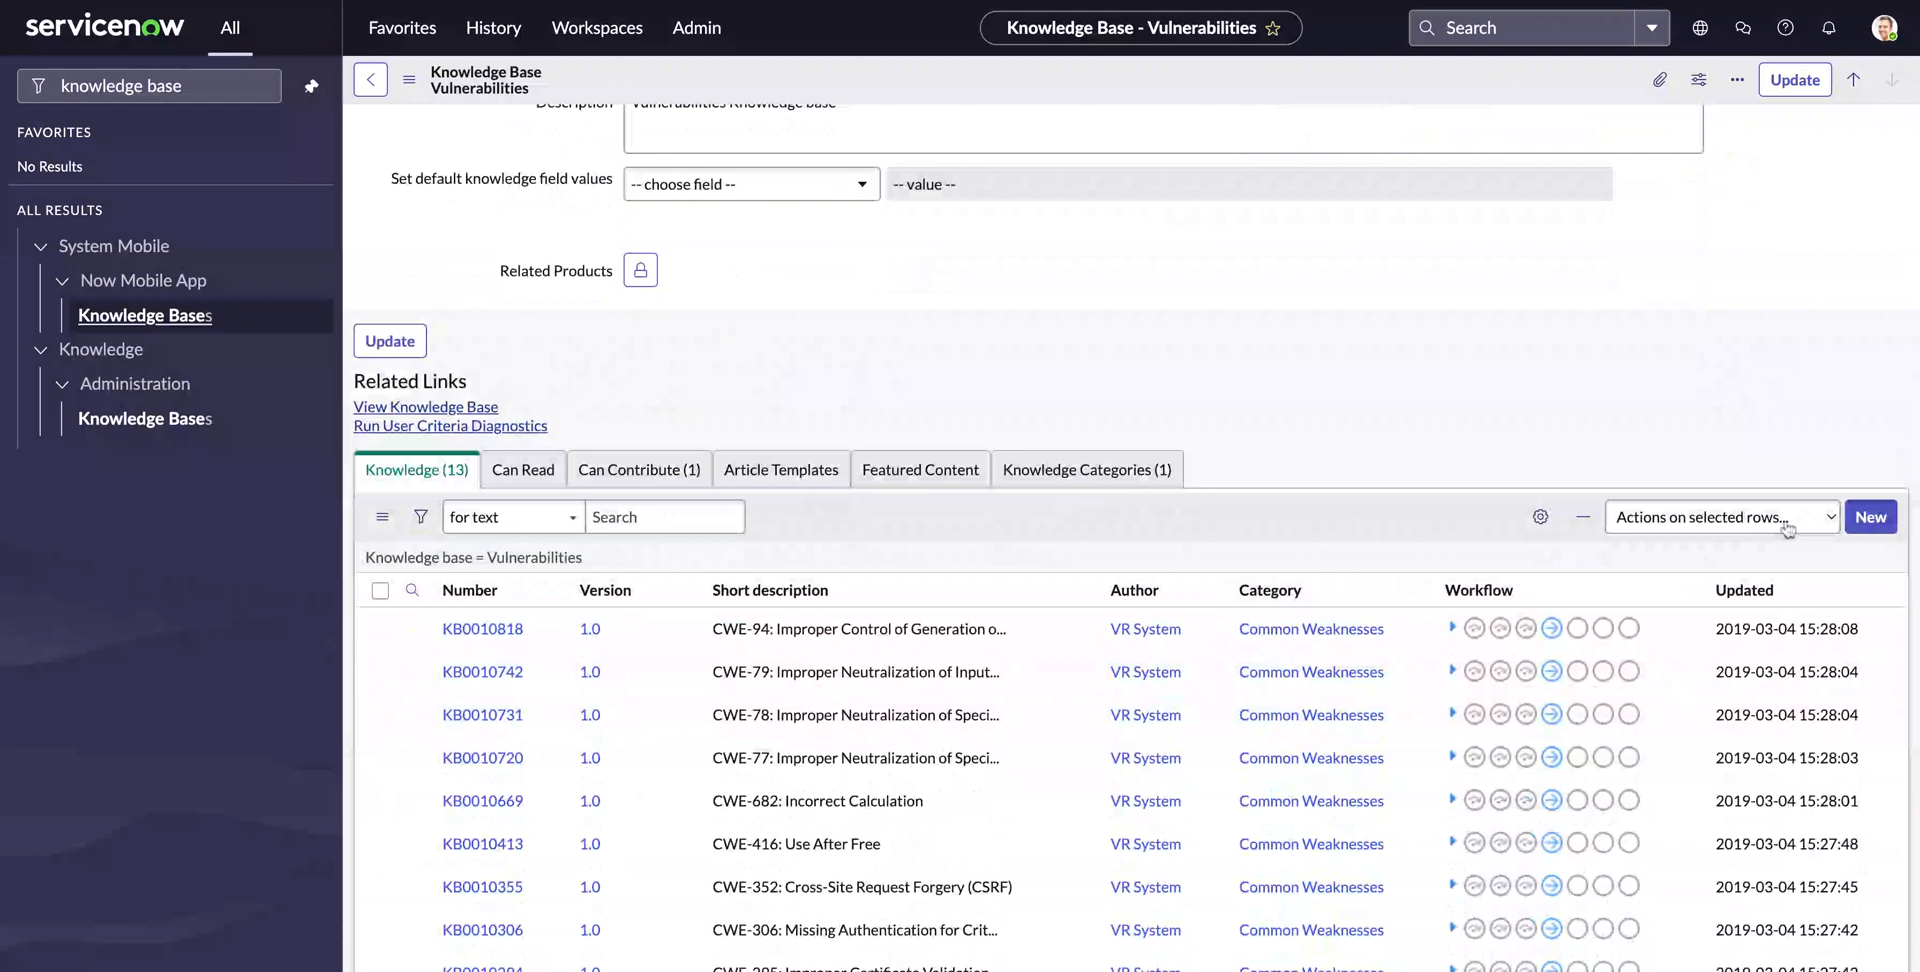 servicenow
All
Favorites
History
Workspaces
Admin
Knowledge Base - Vulnerabilities
Search
knowledge base
FAVORITES
No Results
ALL RESULTS
System Mobile
Now Mobile App
Knowledge Bases
Knowledge
Administration
Knowledge Bases
Knowledge Base
Vulnerabilities
Update
Description
Vulnerabilities Knowledge base
Set default knowledge field values
-- choose field --
-- value --
Related Products
Update
Related Links
View Knowledge Base
Run User Criteria Diagnostics
Knowledge (13)
Can Read
Can Contribute (1)
Article Templates
Featured Content
Knowledge Categories (1)
for text
Search
Actions on selected rows...
New
Knowledge base = Vulnerabilities
Number Version Short description Author Category Workflow Updated
KB0010818 1.0 CWE-94: Improper Control of Generation o... VR System Common Weaknesses 2019-03-04 15:28:08
KB0010742 1.0 CWE-79: Improper Neutralization of Input... VR System Common Weaknesses 2019-03-04 15:28:04
KB0010731 1.0 CWE-78: Improper Neutralization of Speci... VR System Common Weaknesses 2019-03-04 15:28:04
KB0010720 1.0 CWE-77: Improper Neutralization of Speci... VR System Common Weaknesses 2019-03-04 15:28:03
KB0010669 1.0 CWE-682: Incorrect Calculation VR System Common Weaknesses 2019-03-04 15:28:01
KB0010413 1.0 CWE-416: Use After Free VR System Common Weaknesses 2019-03-04 15:27:48
KB0010355 1.0 CWE-352: Cross-Site Request Forgery (CSRF) VR System Common Weaknesses 2019-03-04 15:27:45
KB0010306 1.0 CWE-306: Missing Authentication for Crit... VR System Common Weaknesses 2019-03-04 15:27:42